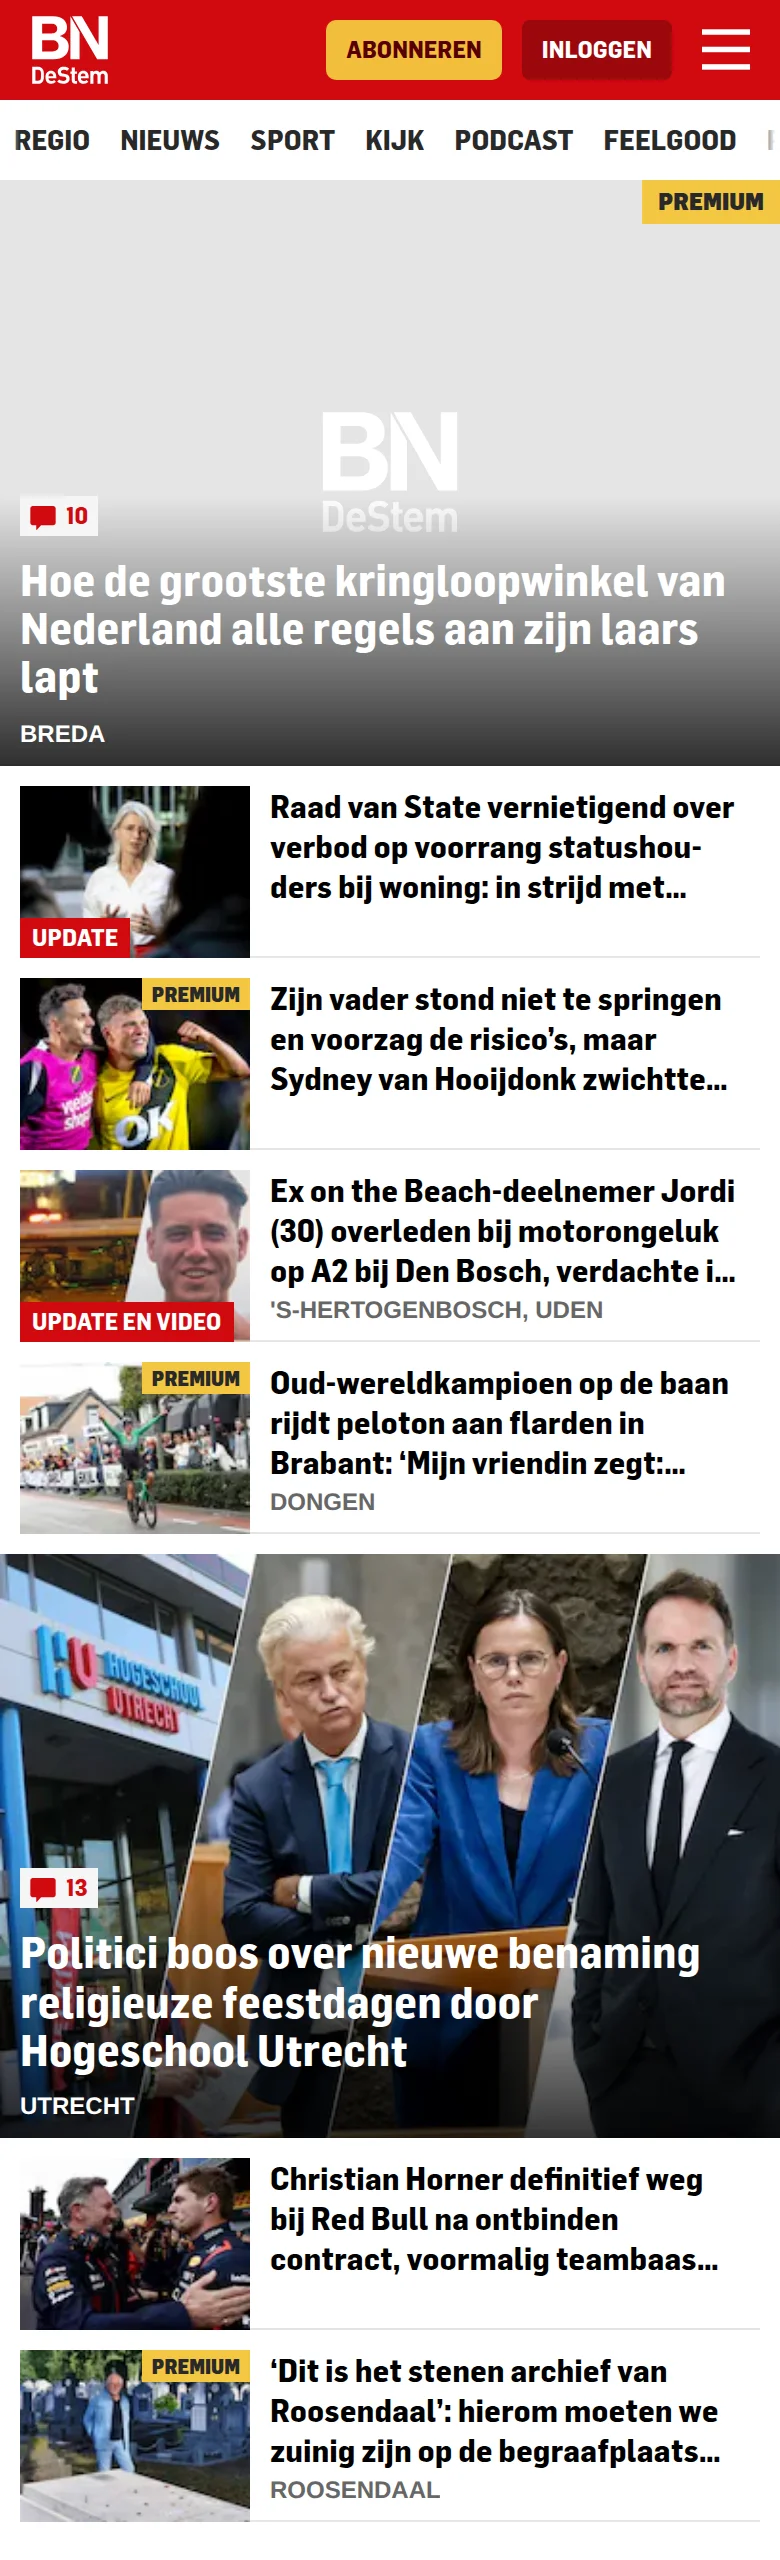 BN
DeStem
ABONNEREN
INLOGGEN
REGIO NIEUWS SPORT KIJK PODCAST FEELGOOD
PREMIUM
BN
DeStem
10
Hoe de grootste kringloopwinkel van
Nederland alle regels aan zijn laars
lapt
BREDA
Raad van State vernietigend over
verbod op voorrang statushou-
ders bij woning: in strijd met...
UPDATE
PREMIUM
Zijn vader stond niet te springen
en voorzag de risico’s, maar
Sydney van Hooijdonk zwichtte...
OK
Ex on the Beach-deelnemer Jordi
(30) overleden bij motorongeluk
op A2 bij Den Bosch, verdachte i...
'S-HERTOGENBOSCH, UDEN
UPDATE EN VIDEO
PREMIUM
Oud-wereldkampioen op de baan
rijdt peloton aan flarden in
Brabant: ‘Mijn vriendin zegt:...
DONGEN
HU HOGESCHOOL
UTRECHT
13
Politici boos over nieuwe benaming
religieuze feestdagen door
Hogeschool Utrecht
UTRECHT
Christian Horner definitief weg
bij Red Bull na ontbinden
contract, voormalig teambaas...
PREMIUM
‘Dit is het stenen archief van
Roosendaal’: hierom moeten we
zuinig zijn op de begraafplaats...
ROOSENDAAL